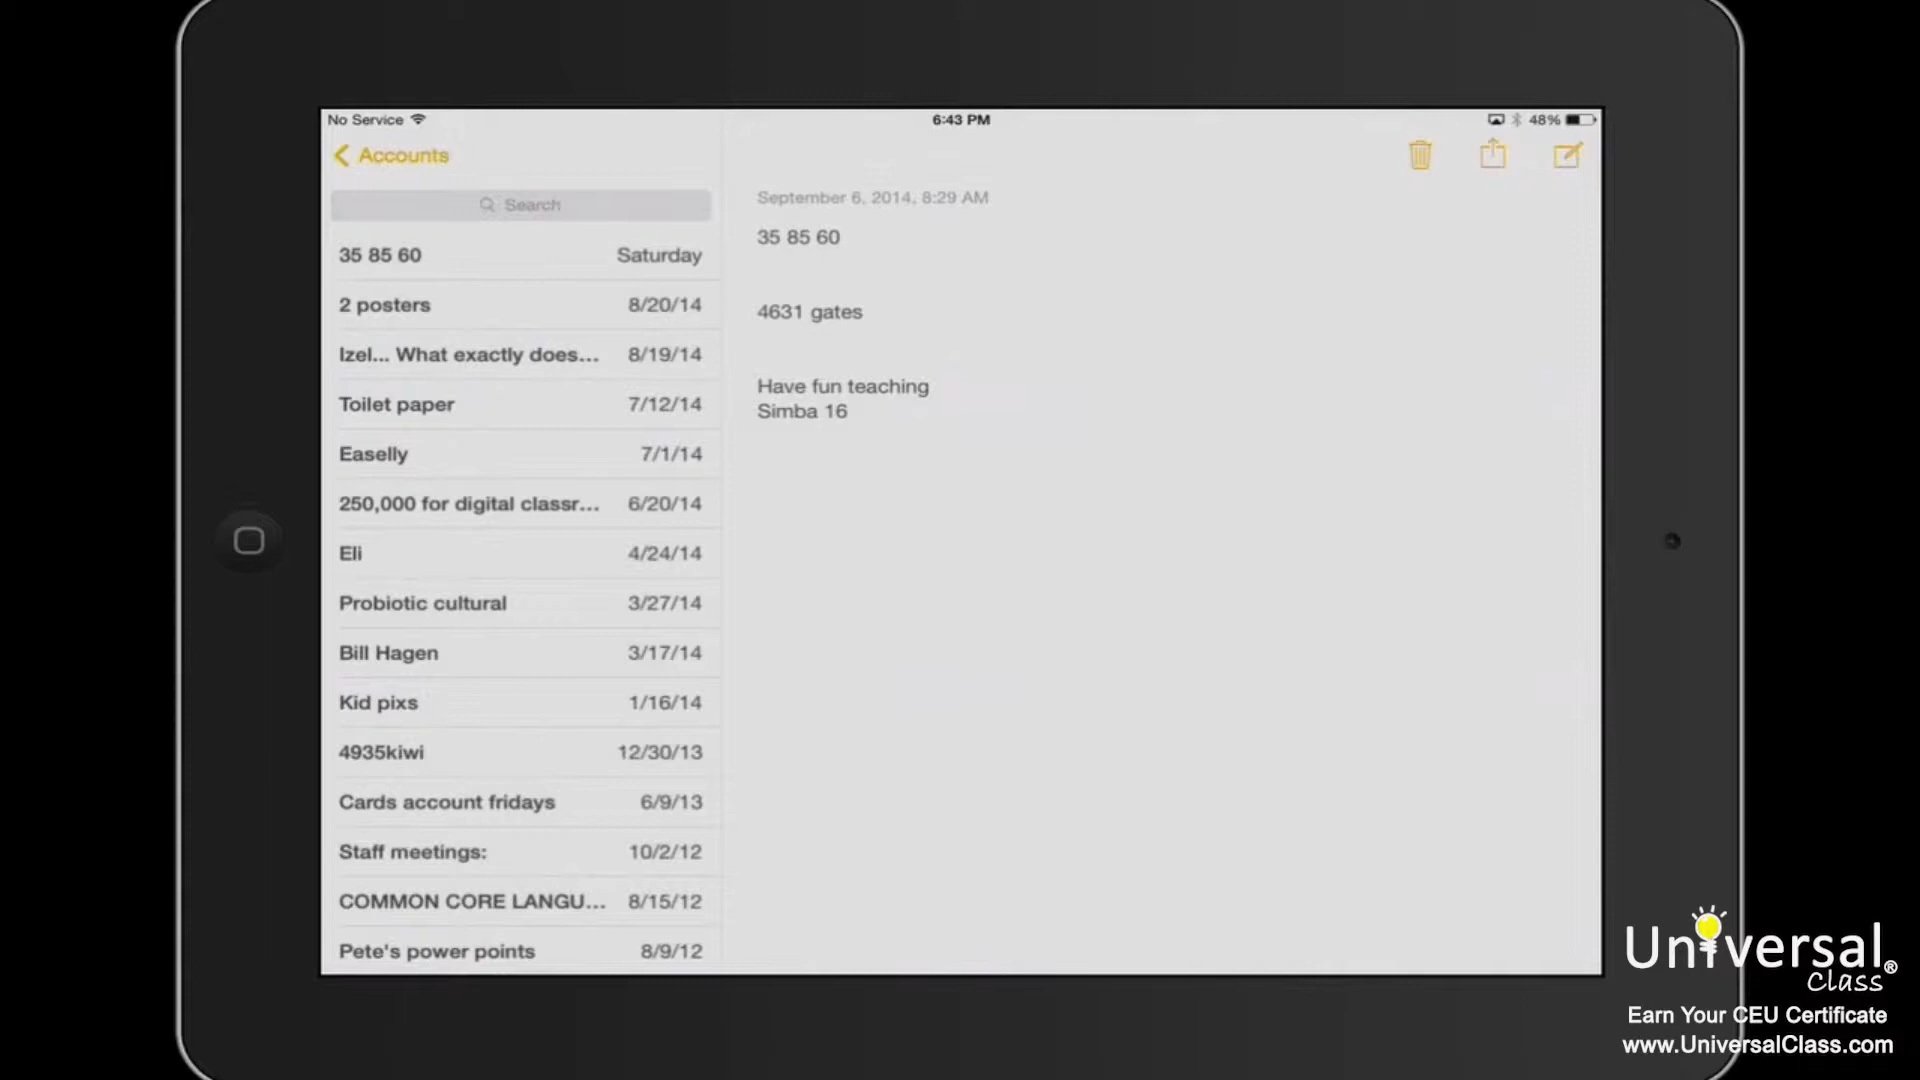 No Service
6:43 PM
48%
Accounts
Search
35 85 60 Saturday
2 posters 8/20/14
Izel... What exactly does... 8/19/14
Toilet paper 7/12/14
Easelly 7/1/14
250,000 for digital classr... 6/20/14
Eli 4/24/14
Probiotic cultural 3/27/14
Bill Hagen 3/17/14
Kid pixs 1/16/14
4935kiwi 12/30/13
Cards account fridays 6/9/13
Staff meetings: 10/2/12
COMMON CORE LANGU... 8/15/12
Pete's power points 8/9/12
September 6, 2014, 8:29 AM
35 85 60
4631 gates
Have fun teaching
Simba 16
Universal®
Class
Earn Your CEU Certificate
www.UniversalClass.com